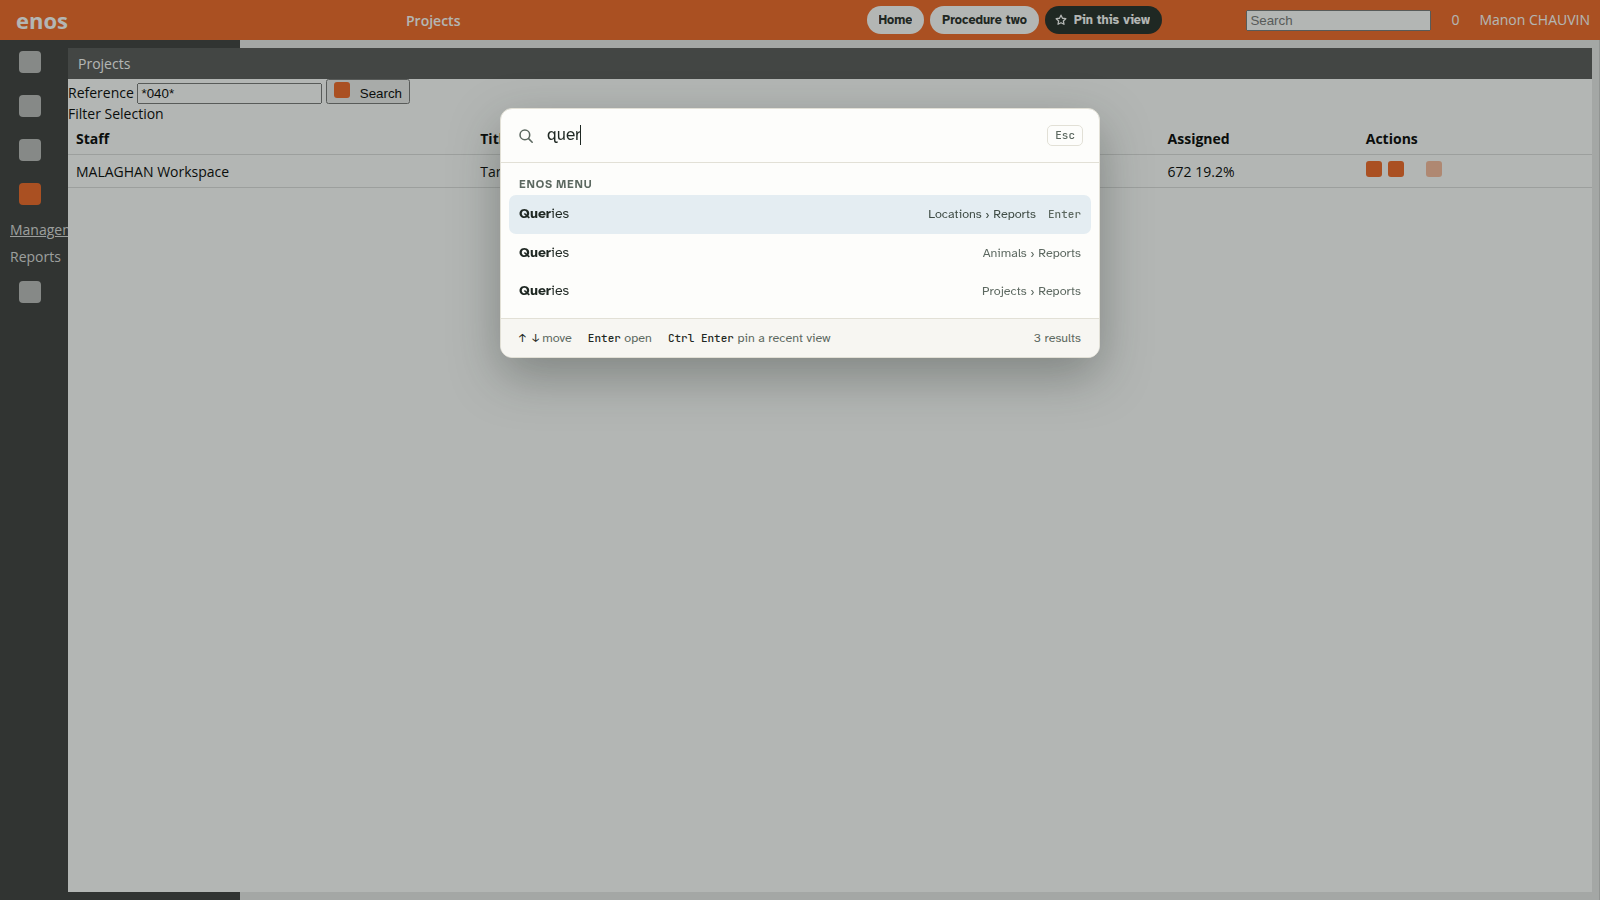 enos
Projects
Home
Procedure two
Pin this view
Search
0
Manon CHAUVIN
Projects
Reference *040* Search
Filter Selection
Staff
Assigned
Actions
MALAGHAN Workspace
672 19.2%
Reports
quer
Esc
ENOS MENU
Queries Locations › Reports Enter
Queries Animals › Reports
Queries Projects › Reports
↑ ↓ move Enter open Ctrl Enter pin a recent view 3 results